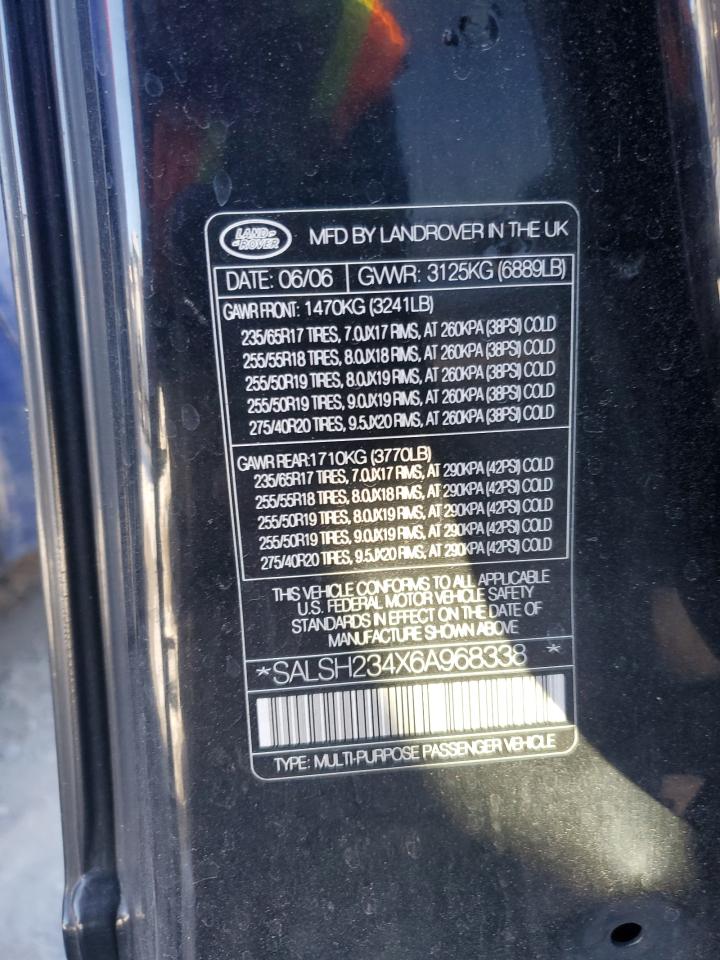 LAND-
-ROVER
MFD BY LANDROVER IN THE UK
DATE: 06/06 GVWR: 3125KG (6889LB)
GAWR FRONT: 1470KG (3241LB)
235/65R17 TIRES, 7.0JX17 RIMS, AT 260KPA (38PSI) COLD
255/55R18 TIRES, 8.0JX18 RIMS, AT 260KPA (38PSI) COLD
255/50R19 TIRES, 8.0JX19 RIMS, AT 260KPA (38PSI) COLD
255/50R19 TIRES, 9.0JX19 RIMS, AT 260KPA (38PSI) COLD
275/40R20 TIRES, 9.5JX20 RIMS, AT 260KPA (38PSI) COLD
GAWR REAR: 1710KG (3770LB)
235/65R17 TIRES, 7.0JX17 RIMS, AT 290KPA (42PSI) COLD
255/55R18 TIRES, 8.0JX18 RIMS, AT 290KPA (42PSI) COLD
255/50R19 TIRES, 8.0JX19 RIMS, AT 290KPA (42PSI) COLD
255/50R19 TIRES, 9.0JX19 RIMS, AT 290KPA (42PSI) COLD
275/40R20 TIRES, 9.5JX20 RIMS, AT 290KPA (42PSI) COLD
THIS VEHICLE CONFORMS TO ALL APPLICABLE
U.S. FEDERAL MOTOR VEHICLE SAFETY
STANDARDS IN EFFECT ON THE DATE OF
MANUFACTURE SHOWN ABOVE
*SALSH234X6A968338*
TYPE: MULTI-PURPOSE PASSENGER VEHICLE